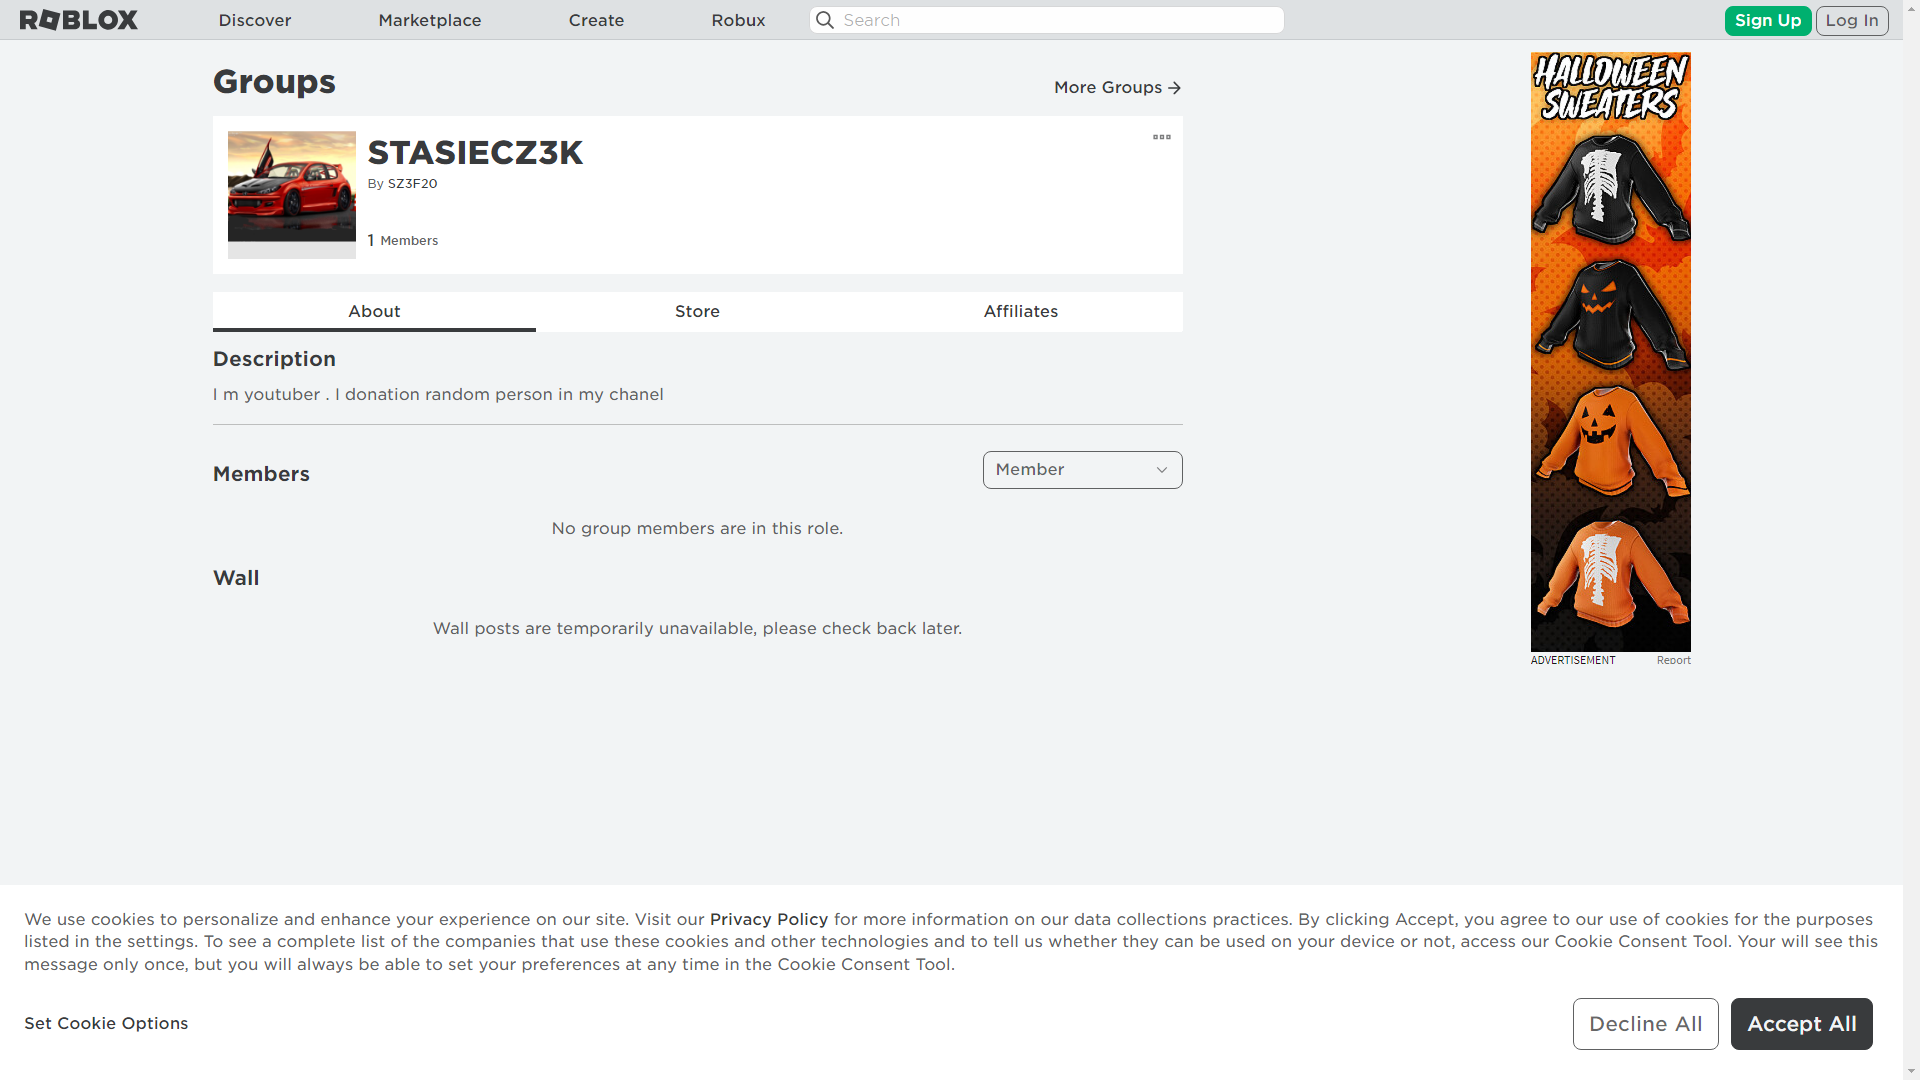 ROBLOX
Discover
Marketplace
Create
Robux
Search
Sign Up
Log In
Groups
More Groups
STASIECZ3K
By SZ3F20
1 Members
About
Store
Affiliates
Description
I m youtuber . I donation random person in my chanel
Members
Member
No group members are in this role.
Wall
Wall posts are temporarily unavailable, please check back later.
HALLOWEEN
SWEATERS
ADVERTISEMENT
Report
We use cookies to personalize and enhance your experience on our site. Visit our Privacy Policy for more information on our data collections practices. By clicking Accept, you agree to our use of cookies for the purposes
listed in the settings. To see a complete list of the companies that use these cookies and other technologies and to tell us whether they can be used on your device or not, access our Cookie Consent Tool. Your will see this
message only once, but you will always be able to set your preferences at any time in the Cookie Consent Tool.
Set Cookie Options
Decline All
Accept All